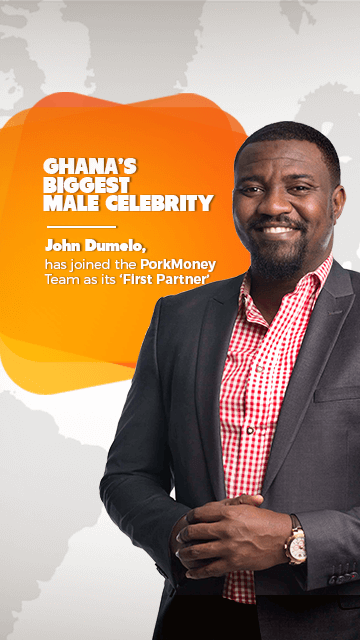 GHANA'S
BIGGEST
MALE CELEBRITY
John Dumelo,
has joined the PorkMoney
Team as its 'First Partner'